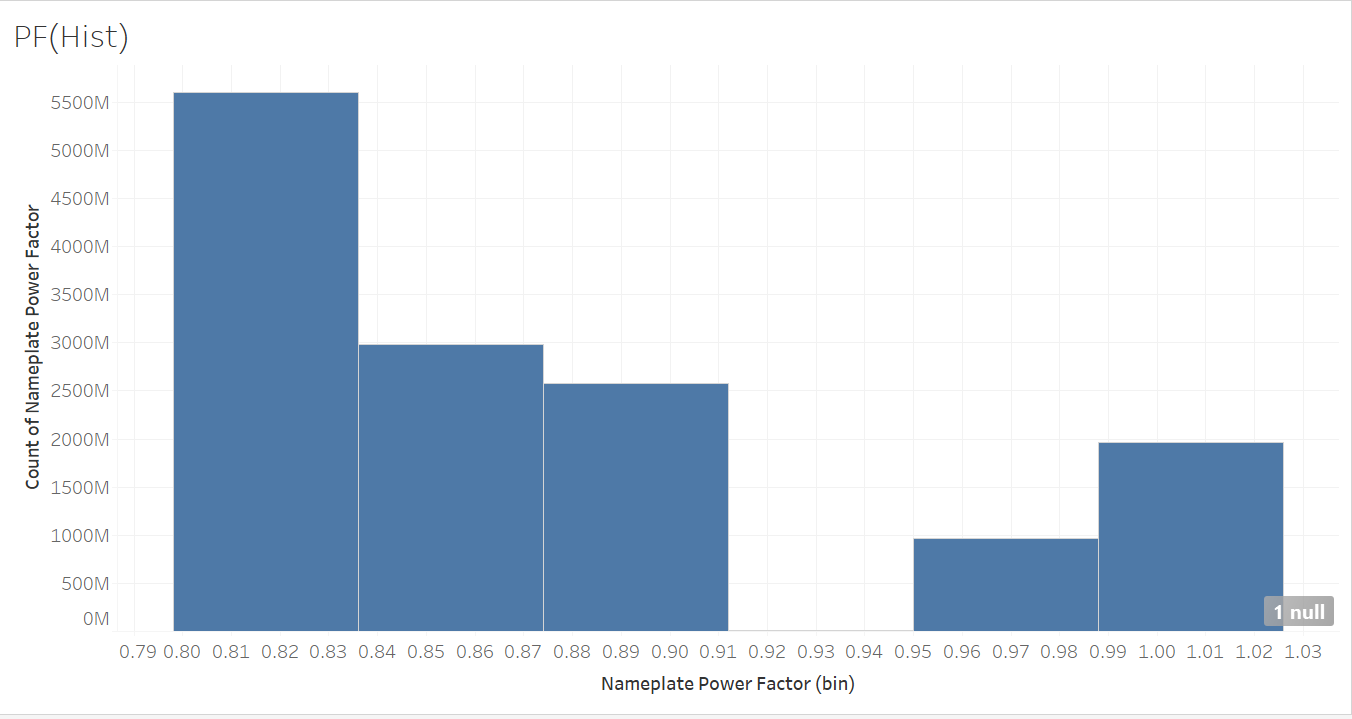 PF(Hist)
5500M
5000M
4500M
4000M
3500M
3000M
2500M
2000M
1500M
1000M
500M
0M
Count of Nameplate Power Factor
1 null
0.79 0.80 0.81 0.82 0.83 0.84 0.85 0.86 0.87 0.88 0.89 0.90 0.91 0.92 0.93 0.94 0.95 0.96 0.97 0.98 0.99 1.00 1.01 1.02 1.03
Nameplate Power Factor (bin)